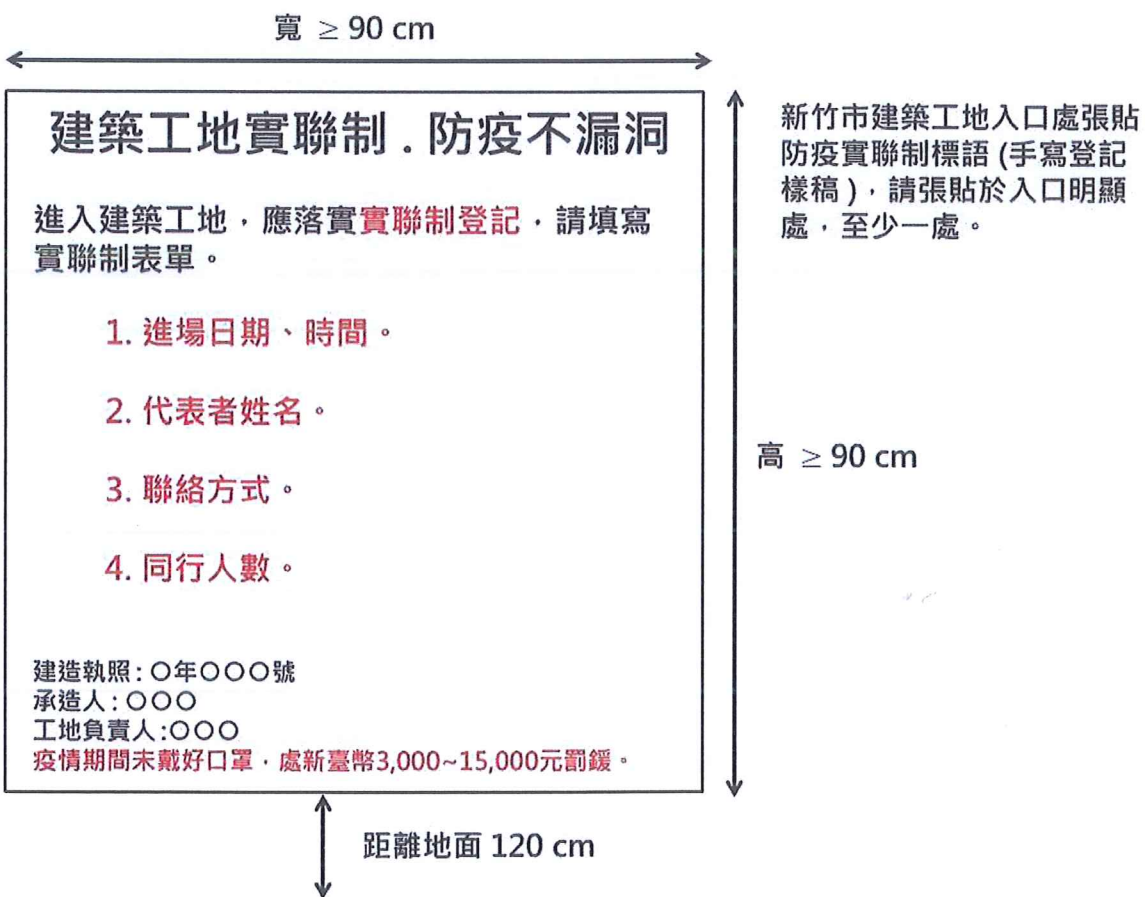 寬 ≥ 90 cm
建築工地實聯制 . 防疫不漏洞
進入建築工地，應落實實聯制登記，請填寫
實聯制表單。
1. 進場日期、時間。
2. 代表者姓名。
3. 聯絡方式。
4. 同行人數。
建造執照：○年○○○號
承造人：○○○
工地負責人:○○○
疫情期間未戴好口罩，處新臺幣3,000~15,000元罰鍰。
新竹市建築工地入口處張貼
防疫實聯制標語 (手寫登記
樣稿 )，請張貼於入口明顯
處，至少一處。
高 ≥ 90 cm
距離地面 120 cm